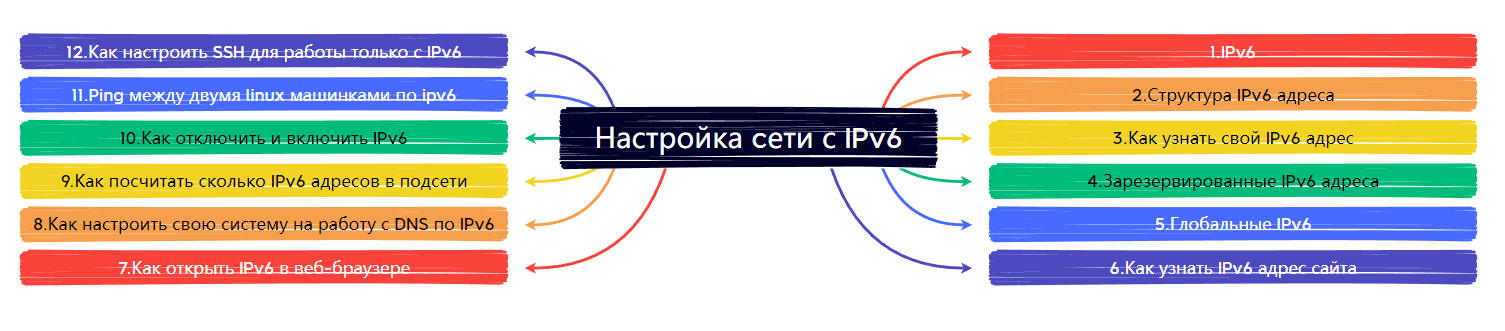 Настройка сети с IPv6
1.IPv6
2.Структура IPv6 адреса
3.Как узнать свой IPv6 адрес
4.Зарезервированные IPv6 адреса
5.Глобальные IPv6
6.Как узнать IPv6 адрес сайта
7.Как открыть IPv6 в веб-браузере
8.Как настроить свою систему на работу с DNS по IPv6
9.Как посчитать сколько IPv6 адресов в подсети
10.Как отключить и включить IPv6
11.Ping между двумя linux машинками по ipv6
12.Как настроить SSH для работы только с IPv6